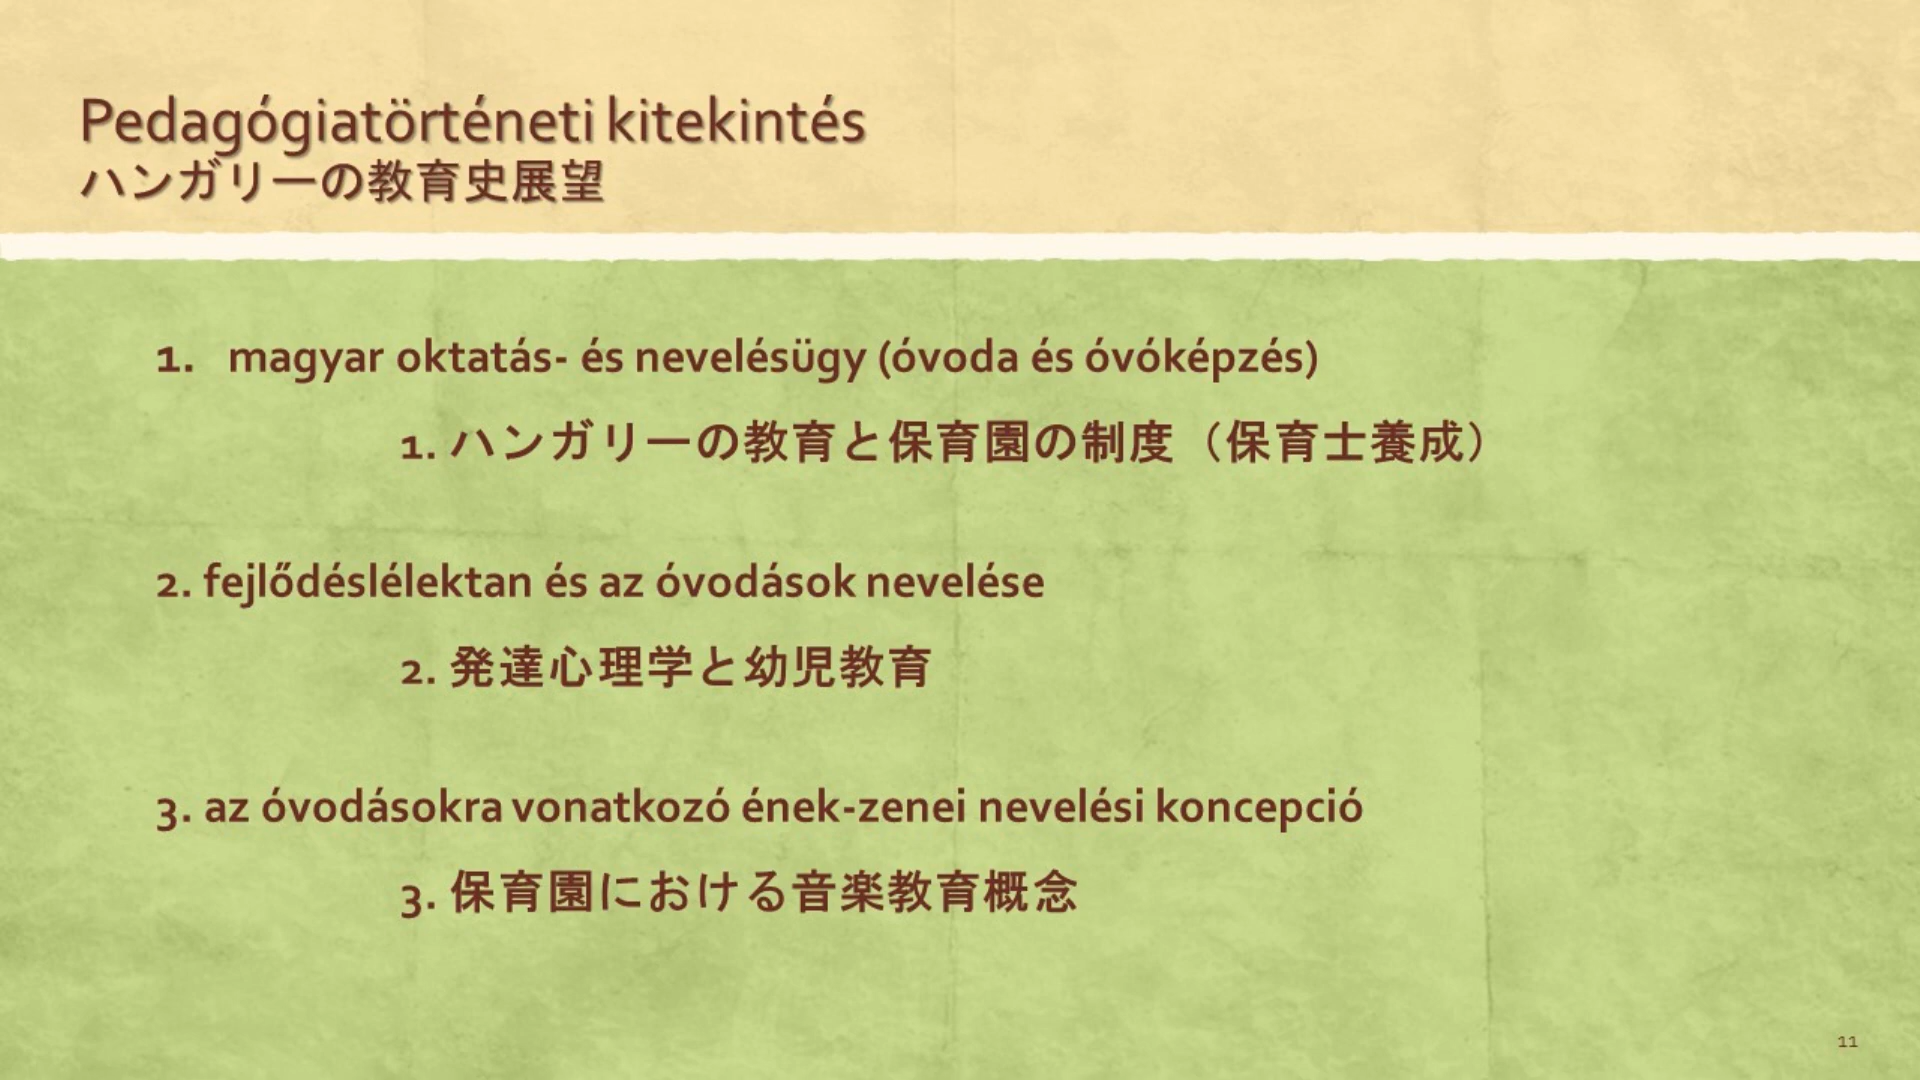 Pedagógiatörténeti kitekintés
ハンガリーの教育史展望
1. magyar oktatás- és nevelésügy (óvoda és óvóképzés)
1. ハンガリーの教育と保育園の制度（保育士養成）
2. fejlődéslélektan és az óvodások nevelése
2. 発達心理学と幼児教育
3. az óvodásokra vonatkozó ének-zenei nevelési koncepció
3. 保育園における音楽教育概念
11